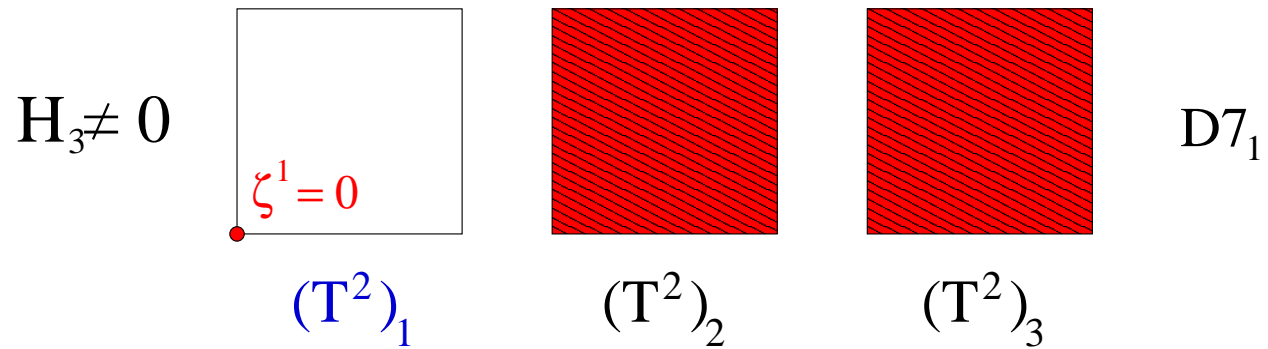 H₃≠ 0
ζ¹ = 0
D7₁
(T²)₁
(T²)₂
(T²)₃